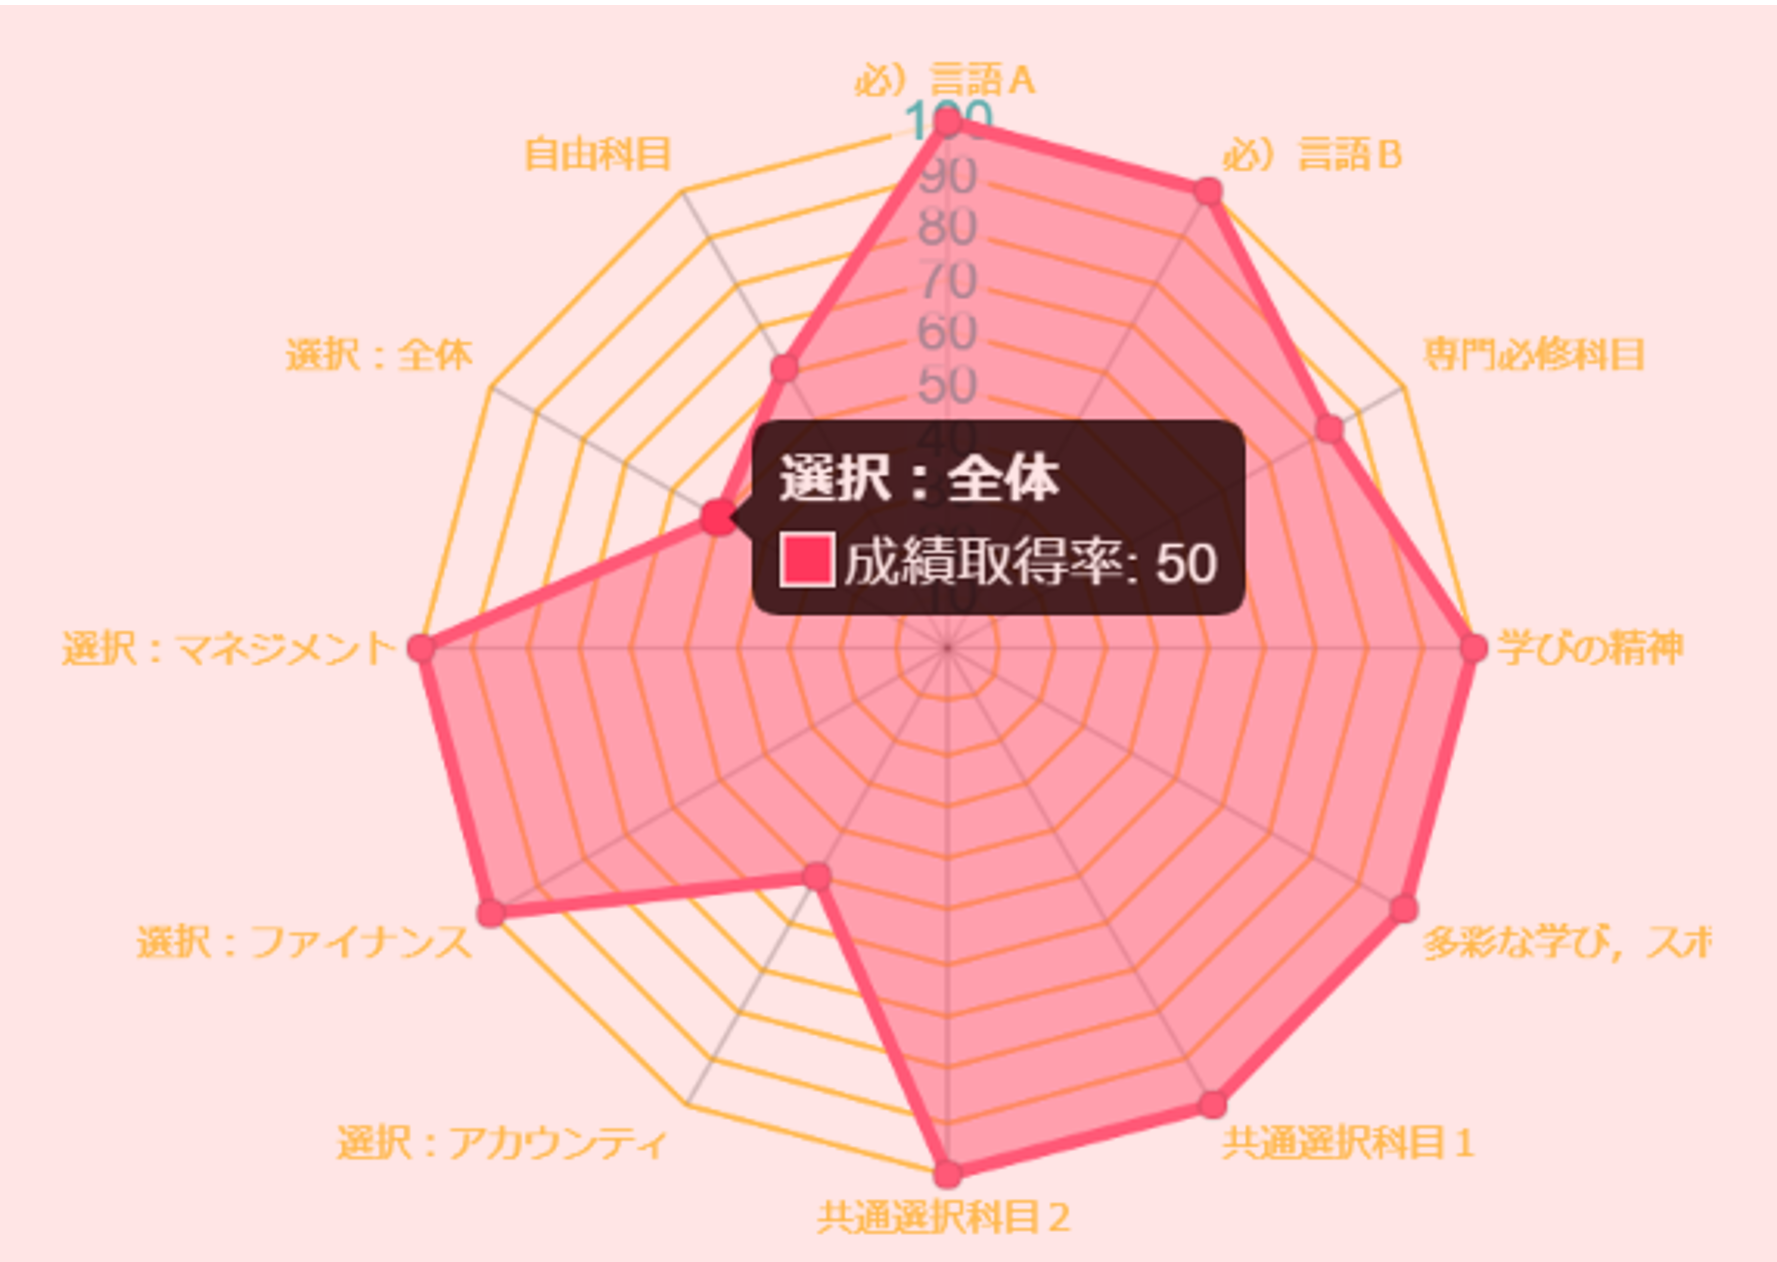 必）言語A
必）言語B
専門必修科目
学びの精神
多彩な学び，スポ
共通選択科目1
共通選択科目2
選択：アカウンティ
選択：ファイナンス
選択：マネジメント
選択：全体
自由科目
100
90
80
70
60
50
40
10
選択：全体
成績取得率: 50